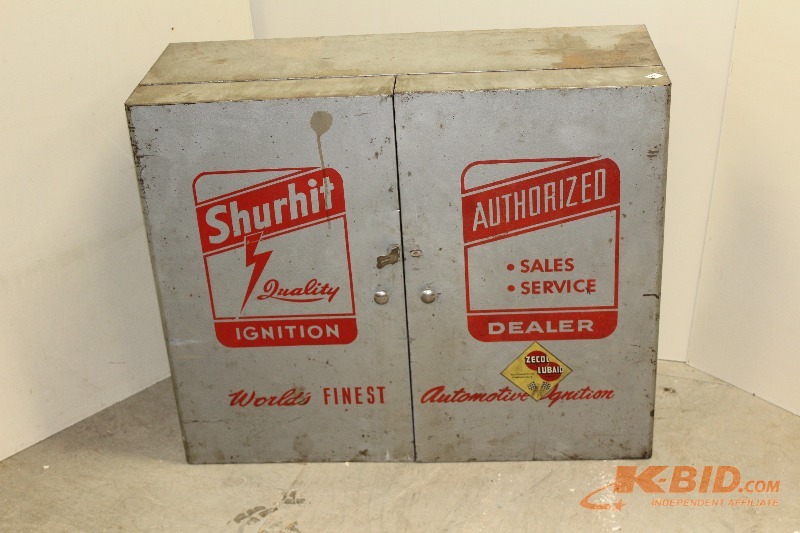 Shurhit
Quality
IGNITION
World's FINEST
AUTHORIZED
• SALES
• SERVICE
DEALER
ZECOL
LUBAID
Automotive Ignition
K-BID.COM
INDEPENDENT AFFILIATE